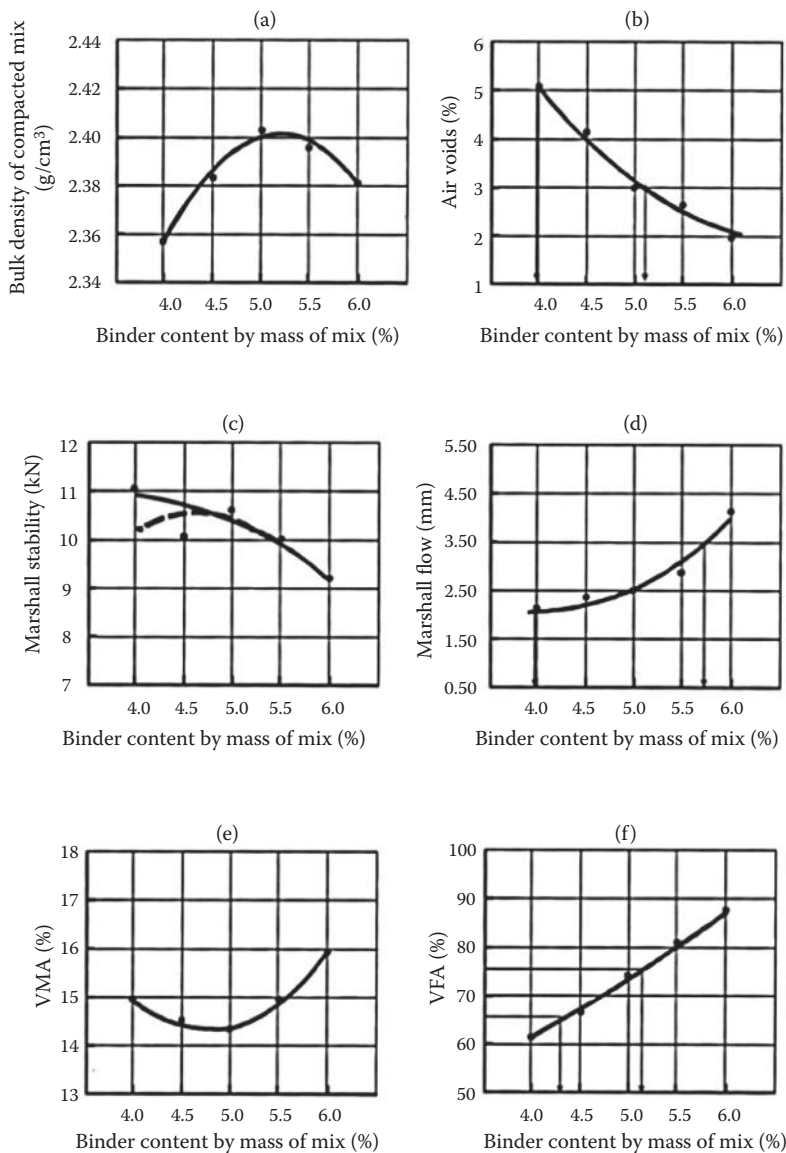 (a)
Bulk density of compacted mix
(g/cm³)
2.44
2.42
2.40
2.38
2.36
2.34
4.0 4.5 5.0 5.5 6.0
Binder content by mass of mix (%)
(b)
Air voids (%)
6
5
4
3
2
1
4.0 4.5 5.0 5.5 6.0
Binder content by mass of mix (%)
(c)
Marshall stability (kN)
12
11
10
9
8
7
4.0 4.5 5.0 5.5 6.0
Binder content by mass of mix (%)
(d)
Marshall flow (mm)
5.50
4.50
3.50
2.50
1.50
0.50
4.0 4.5 5.0 5.5 6.0
Binder content by mass of mix (%)
(e)
VMA (%)
18
17
16
15
14
13
4.0 4.5 5.0 5.5 6.0
Binder content by mass of mix (%)
(f)
VFA (%)
100
90
80
70
60
50
4.0 4.5 5.0 5.5 6.0
Binder content by mass of mix (%)